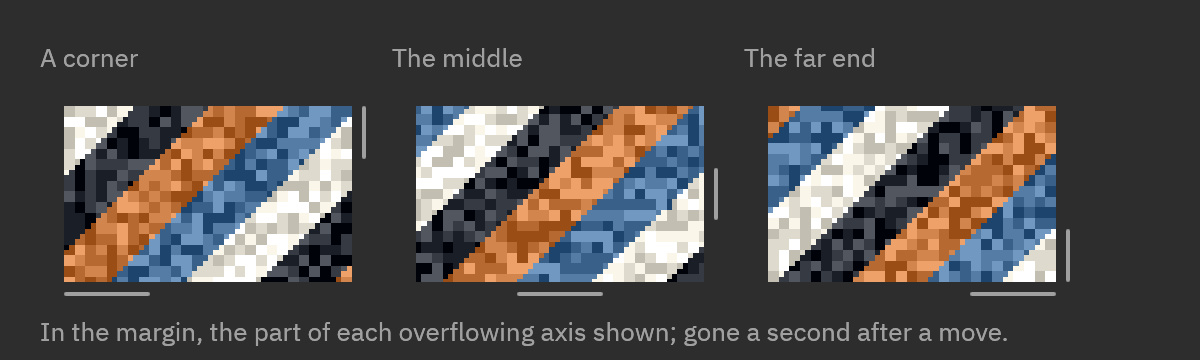 A corner
The middle
The far end
In the margin, the part of each overflowing axis shown; gone a second after a move.